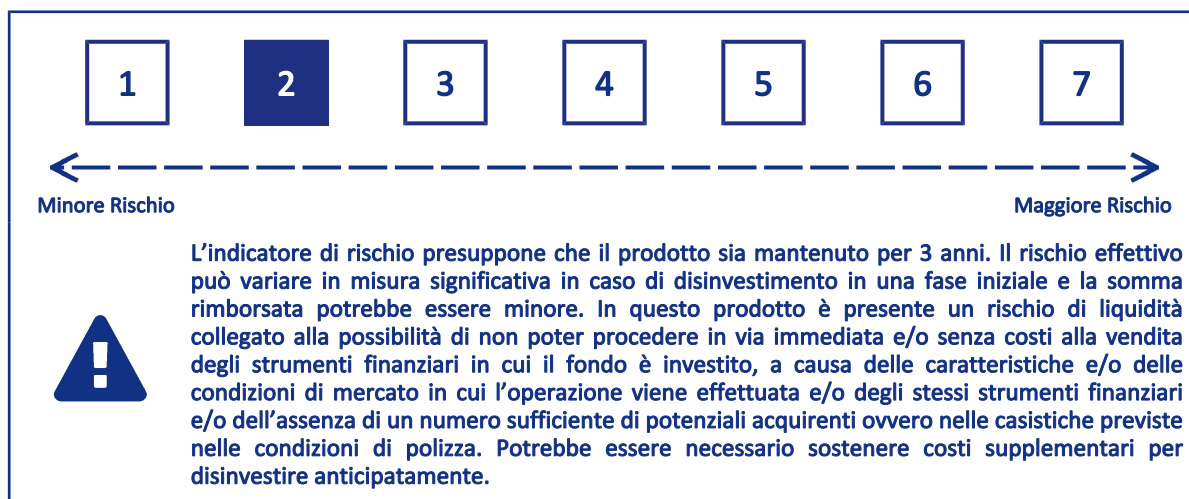 1 2 3 4 5 6 7
Minore Rischio Maggiore Rischio
L'indicatore di rischio presuppone che il prodotto sia mantenuto per 3 anni. Il rischio effettivo
può variare in misura significativa in caso di disinvestimento in una fase iniziale e la somma
rimborsata potrebbe essere minore. In questo prodotto è presente un rischio di liquidità
collegato alla possibilità di non poter procedere in via immediata e/o senza costi alla vendita
degli strumenti finanziari in cui il fondo è investito, a causa delle caratteristiche e/o delle
condizioni di mercato in cui l'operazione viene effettuata e/o degli stessi strumenti finanziari
e/o dell'assenza di un numero sufficiente di potenziali acquirenti ovvero nelle casistiche previste
nelle condizioni di polizza. Potrebbe essere necessario sostenere costi supplementari per
disinvestire anticipatamente.